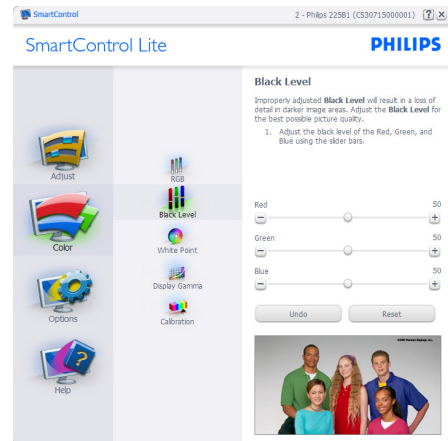 SmartControl
2 - Philips 225B1 (CS30715000001)
SmartControl Lite
PHILIPS
Black Level
Improperly adjusted Black Level will result in a loss of
detail in darker image areas. Adjust the Black Level for
the best possible picture quality.
1. Adjust the black level of the Red, Green, and
Blue using the slider bars.
Adjust
Color
Options
Help
RGB
Black Level
White Point
Display Gamma
Calibration
Red 50
Green 50
Blue 50
Undo
Reset